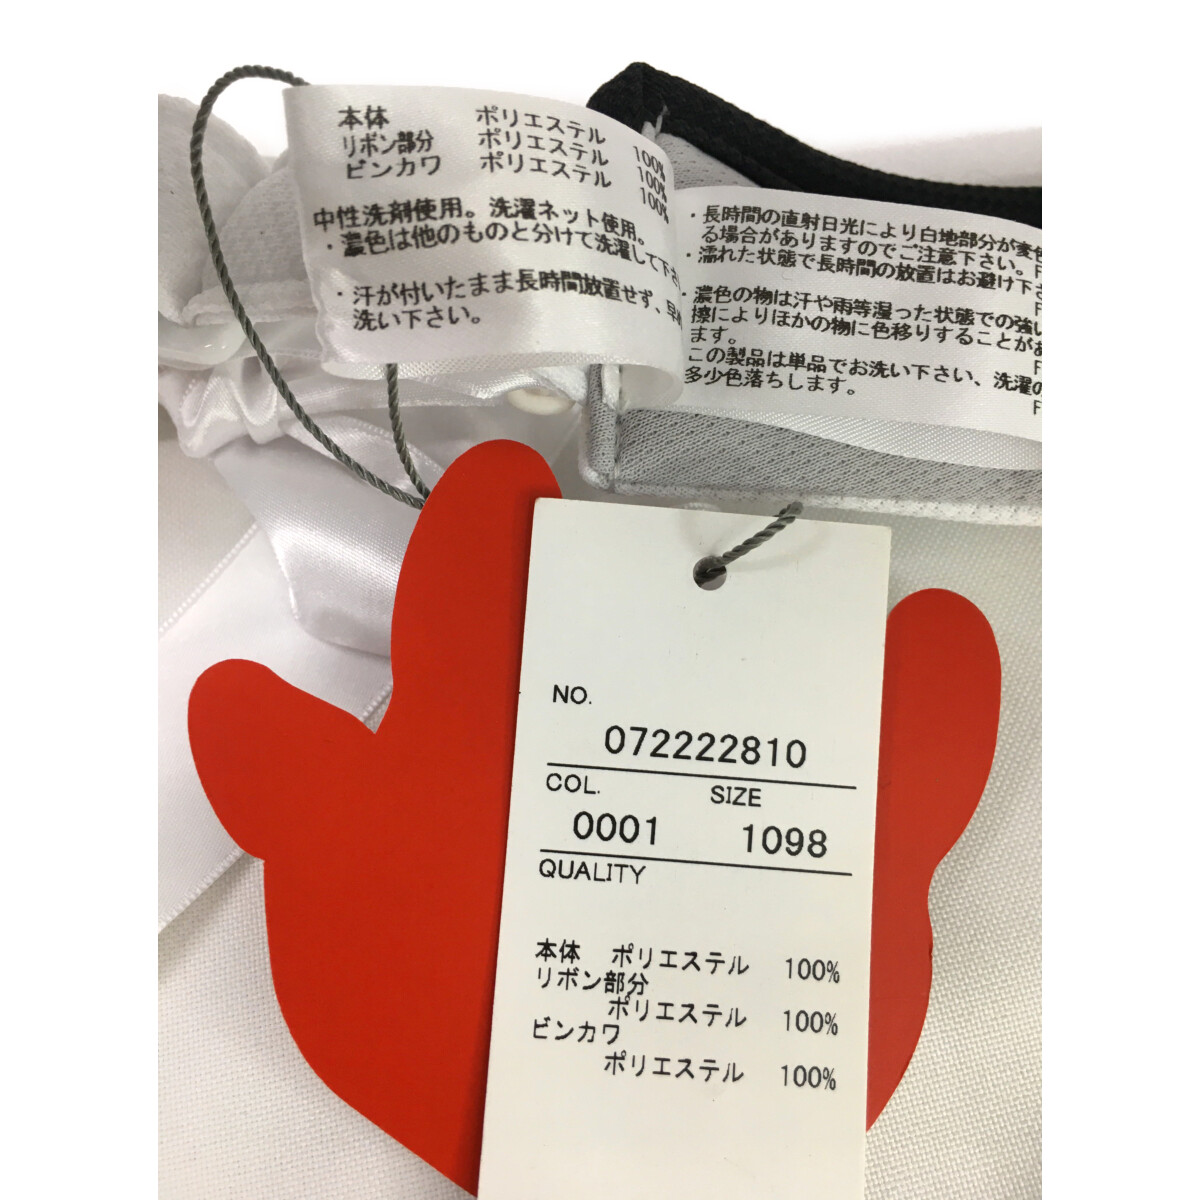 本体 ポリエステル 100%
リボン部分 ポリエステル 100%
ビンカワ ポリエステル 100%
中性洗剤使用。洗濯ネット使用。
・濃色は他のものと分けて洗濯して下さ
・汗が付いたまま長時間放置せず、早め
洗い下さい。
・長時間の直射日光により白地部分が変色
る場合がありますのでご注意下さい。F
・濡れた状態で長時間の放置はお避け下さ
F
・濃色の物は汗や雨等湿った状態での強い
擦によりほかの物に色移りすることがあ
ます。 F
この製品は単品でお洗い下さい、洗濯の
多少色落ちします。 F
NO.
072222810
COL. SIZE
0001 1098
QUALITY
本体 ポリエステル 100%
リボン部分
ポリエステル 100%
ビンカワ
ポリエステル 100%